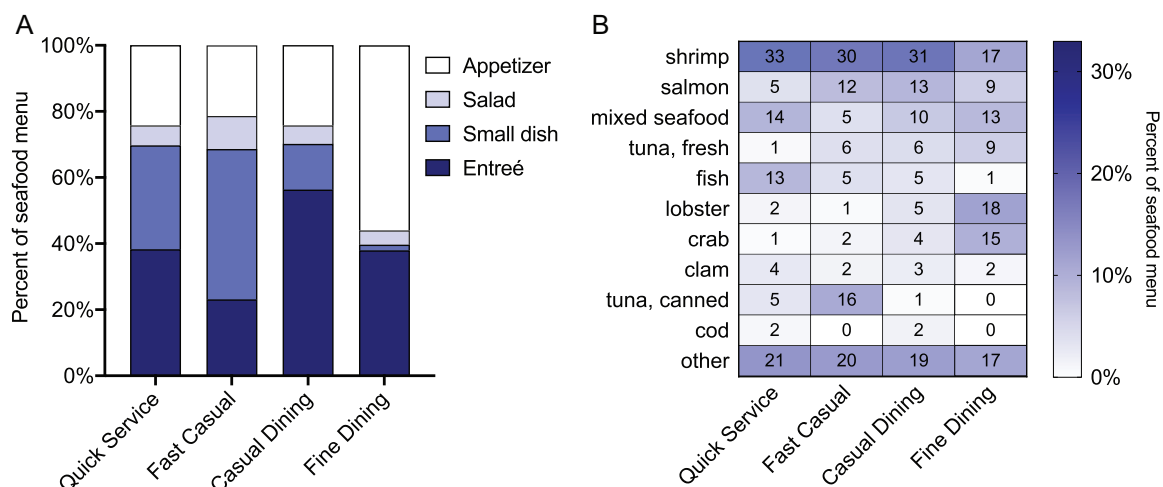 A
Percent of seafood menu
100%
80%
60%
40%
20%
0%
Quick Service
Fast Casual
Casual Dining
Fine Dining
Appetizer
Salad
Small dish
Entreé
B
shrimp 33 30 31 17
salmon 5 12 13 9
mixed seafood 14 5 10 13
tuna, fresh 1 6 6 9
fish 13 5 5 1
lobster 2 1 5 18
crab 1 2 4 15
clam 4 2 3 2
tuna, canned 5 16 1 0
cod 2 0 2 0
other 21 20 19 17
Quick Service
Fast Casual
Casual Dining
Fine Dining
30%
20%
10%
0%
Percent of seafood menu